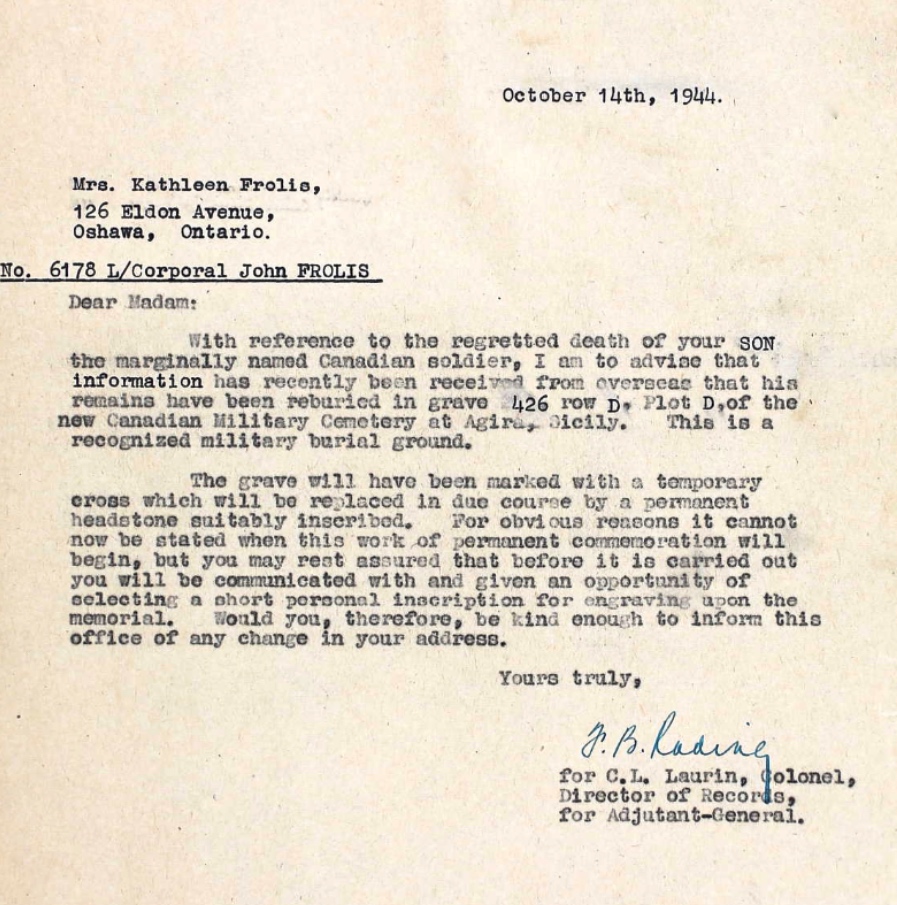 October 14th, 1944.
Mrs. Kathleen Frolis,
126 Eldon Avenue,
Oshawa, Ontario.
No. 6178 L/Corporal John FROLIS
Dear Madam:
With reference to the regretted death of your SON
the marginally named Canadian soldier, I am to advise that
information has recently been received from overseas that his
remains have been reburied in grave 426 row D. Plot D,of the
new Canadian Military Cemetery at Agira, Sicily. This is a
recognized military burial ground.
The grave will have been marked with a temporary
cross which will be replaced in due course by a permanent
headstone suitably inscribed. For obvious reasons it cannot
now be stated when this work of permanent commemoration will
begin, but you may rest assured that before it is carried out
you will be communicated with and given an opportunity of
selecting a short personal inscription for engraving upon the
memorial. Would you, therefore, be kind enough to inform this
office of any change in your address.
Yours truly,
F. B.
for C.L. Laurin, Colonel,
Director of Records,
for Adjutant-General.